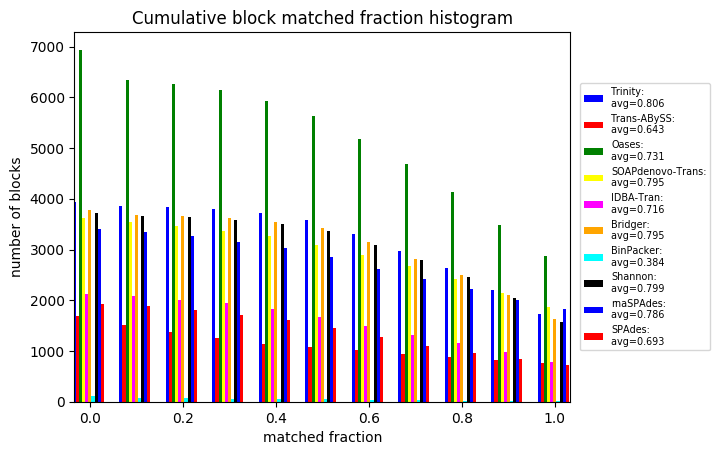 Cumulative block matched fraction histogram
7000
6000
5000
4000
3000
2000
1000
0
number of blocks
0.0 0.2 0.4 0.6 0.8 1.0
matched fraction
Trinity:
avg=0.806
Trans-ABySS:
avg=0.643
Oases:
avg=0.731
SOAPdenovo-Trans:
avg=0.795
IDBA-Tran:
avg=0.716
Bridger:
avg=0.795
BinPacker:
avg=0.384
Shannon:
avg=0.799
rnaSPAdes:
avg=0.786
SPAdes:
avg=0.693